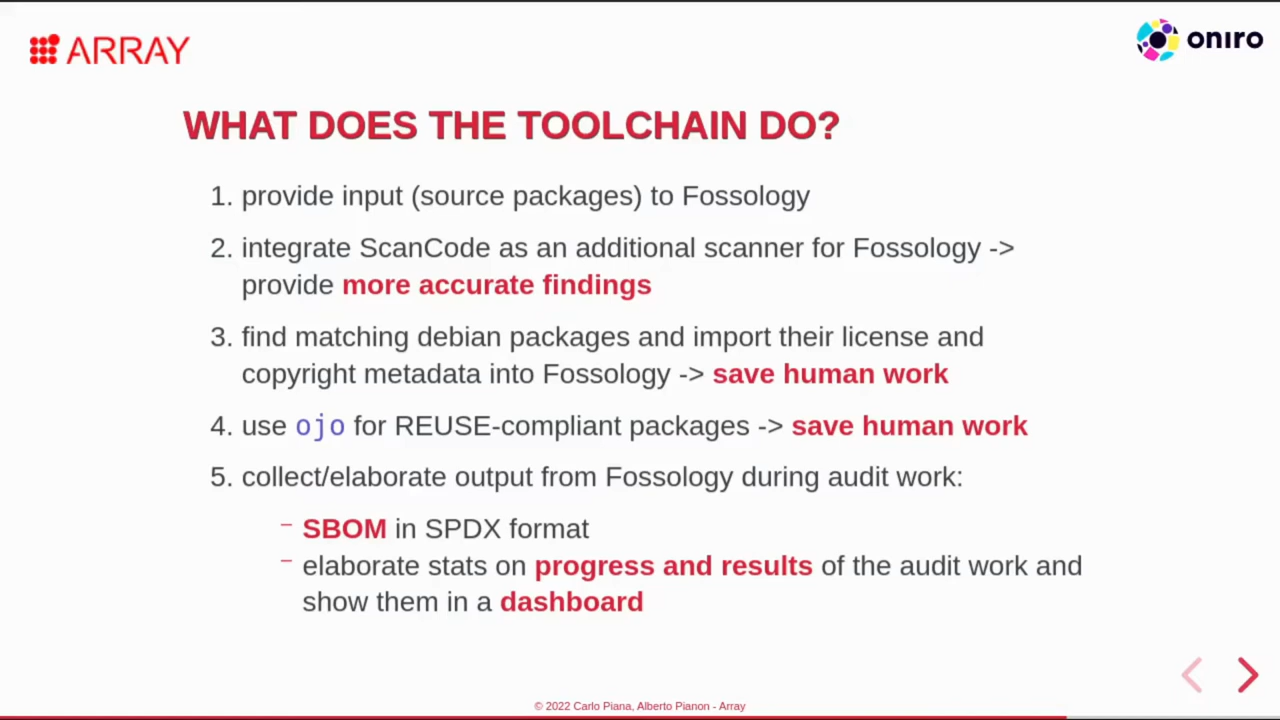 ARRAY
oniro
WHAT DOES THE TOOLCHAIN DO?
1. provide input (source packages) to Fossology
2. integrate ScanCode as an additional scanner for Fossology ->
provide more accurate findings
3. find matching debian packages and import their license and
copyright metadata into Fossology -> save human work
4. use ojo for REUSE-compliant packages -> save human work
5. collect/elaborate output from Fossology during audit work:
– SBOM in SPDX format
– elaborate stats on progress and results of the audit work and
show them in a dashboard
© 2022 Carlo Piana, Alberto Pianon - Array